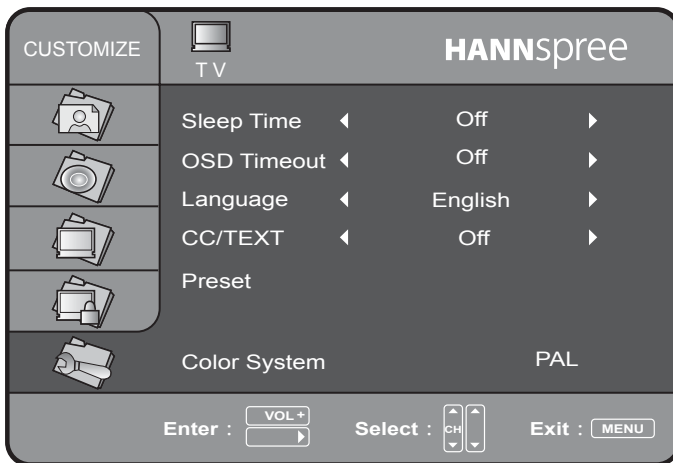 CUSTOMIZE
TV
HANNspree
Sleep Time Off
OSD Timeout Off
Language English
CC/TEXT Off
Preset
Color System PAL
Enter : VOL+ Select : CH Exit : MENU